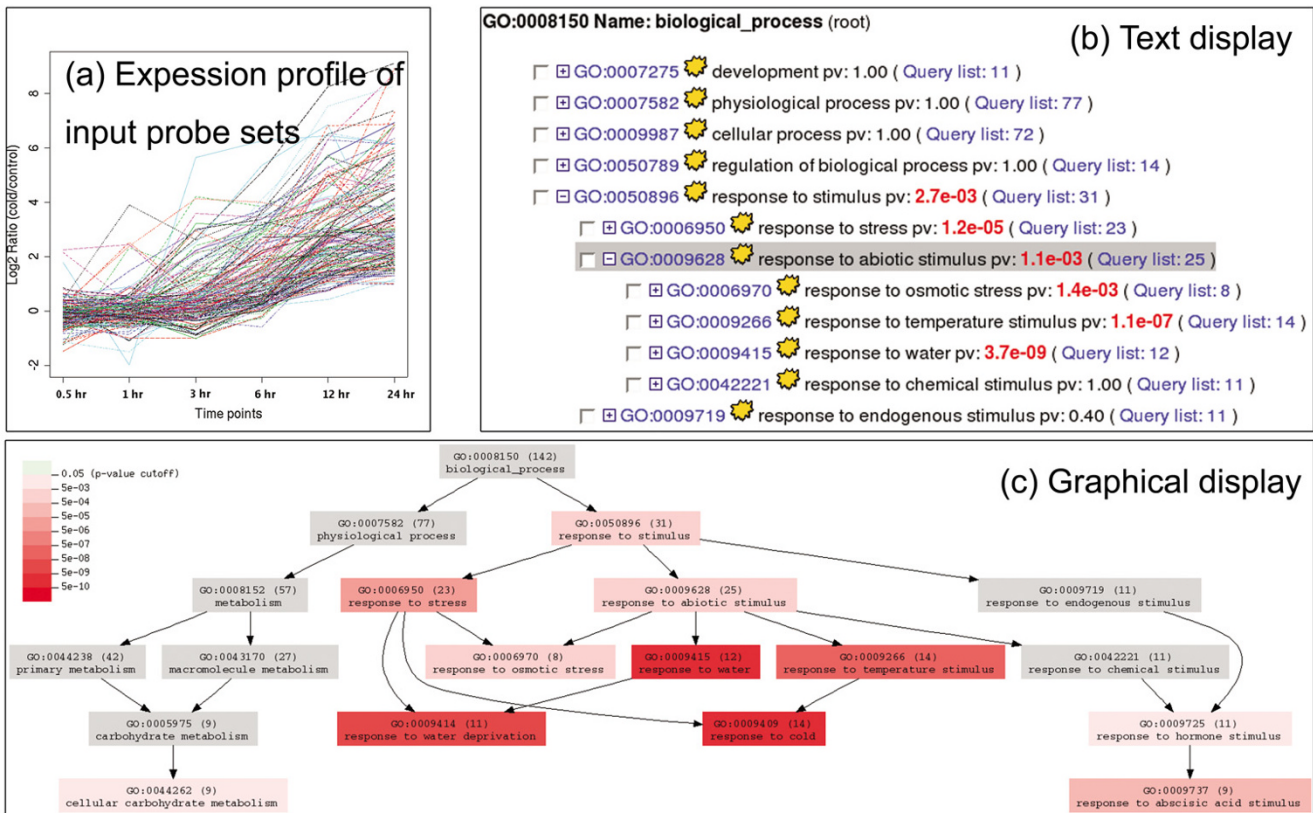 (a) Expession profile of
input probe sets
Log2 Ratio (cold/control)
8
6
4
2
0
-2
0.5 hr 1 hr 3 hr 6 hr 12 hr 24 hr
Time points
GO:0008150 Name: biological_process (root)
(b) Text display
GO:0007275 development pv: 1.00 ( Query list: 11 )
GO:0007582 physiological process pv: 1.00 ( Query list: 77 )
GO:0009987 cellular process pv: 1.00 ( Query list: 72 )
GO:0050789 regulation of biological process pv: 1.00 ( Query list: 14 )
GO:0050896 response to stimulus pv: 2.7e-03 ( Query list: 31 )
GO:0006950 response to stress pv: 1.2e-05 ( Query list: 23 )
GO:0009628 response to abiotic stimulus pv: 1.1e-03 ( Query list: 25 )
GO:0006970 response to osmotic stress pv: 1.4e-03 ( Query list: 8 )
GO:0009266 response to temperature stimulus pv: 1.1e-07 ( Query list: 14 )
GO:0009415 response to water pv: 3.7e-09 ( Query list: 12 )
GO:0042221 response to chemical stimulus pv: 1.00 ( Query list: 11 )
GO:0009719 response to endogenous stimulus pv: 0.40 ( Query list: 11 )
(c) Graphical display
0.05 (p-value cutoff)
5e-03
5e-04
5e-05
5e-06
5e-07
5e-08
5e-09
5e-10
GO:0008150 (142)
biological_process
GO:0007582 (77)
physiological process
GO:0050896 (31)
response to stimulus
GO:0008152 (57)
metabolism
GO:0006950 (23)
response to stress
GO:0009628 (25)
response to abiotic stimulus
GO:0009719 (11)
response to endogenous stimulus
GO:0044238 (42)
primary metabolism
GO:0043170 (27)
macromolecule metabolism
GO:0006970 (8)
response to osmotic stress
GO:0009415 (12)
response to water
GO:0009266 (14)
response to temperature stimulus
GO:0042221 (11)
response to chemical stimulus
GO:0005975 (9)
carbohydrate metabolism
GO:0009414 (11)
response to water deprivation
GO:0009409 (14)
response to cold
GO:0009725 (11)
response to hormone stimulus
GO:0044262 (9)
cellular carbohydrate metabolism
GO:0009737 (9)
response to abscisic acid stimulus